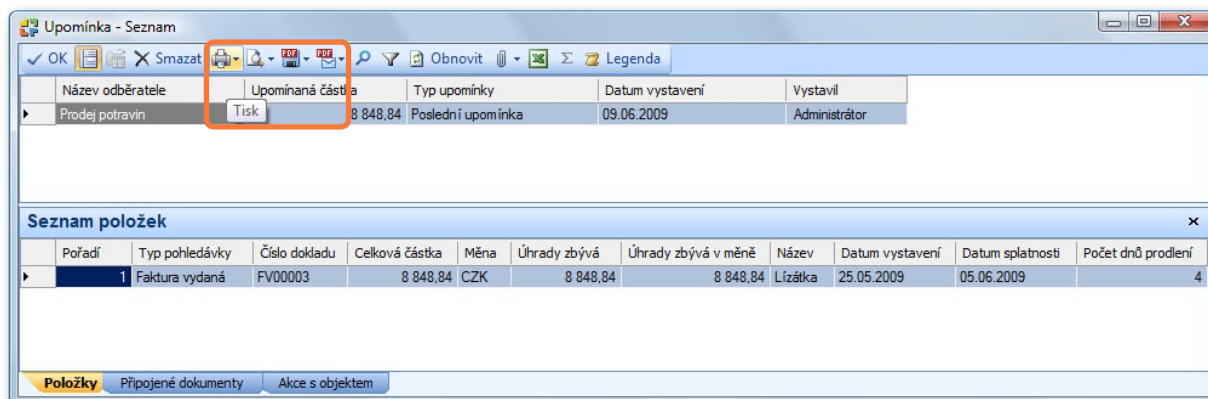 Upomínka - Seznam
OK Smazat PDF PDF Obnovit Σ Legenda
Název odběratele Upomínaná částka Typ upomínky Datum vystavení Vystavil
Prodej potravin 8 848,84 Poslední upomínka 09.06.2009 Administrátor
Tisk
Seznam položek
Pořadí Typ pohledávky Číslo dokladu Celková částka Měna Úhrady zbývá Úhrady zbývá v měně Název Datum vystavení Datum splatnosti Počet dnů prodlení
1 Faktura vydaná FV00003 8 848,84 CZK 8 848,84 8 848,84 Lízátka 25.05.2009 05.06.2009 4
Položky Připojené dokumenty Akce s objektem